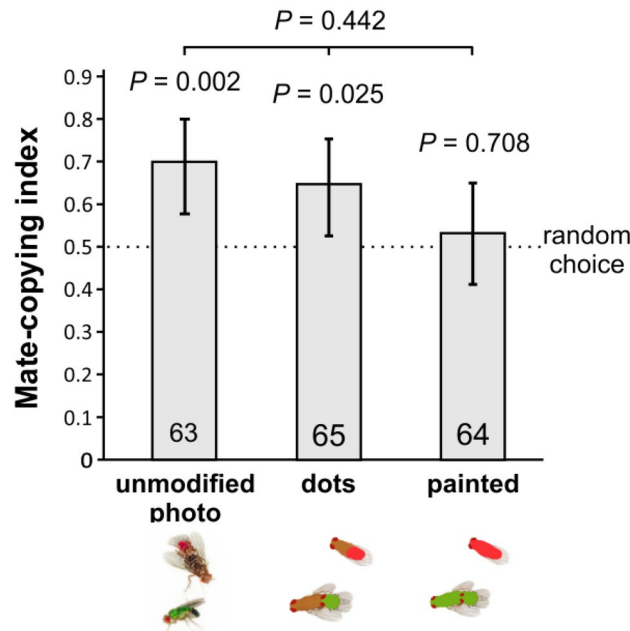 P = 0.442
P = 0.002
P = 0.025
P = 0.708
Mate-copying index
0.9
0.8
0.7
0.6
0.5
0.4
0.3
0.2
0.1
0
random
choice
63
65
64
unmodified
photo
dots
painted